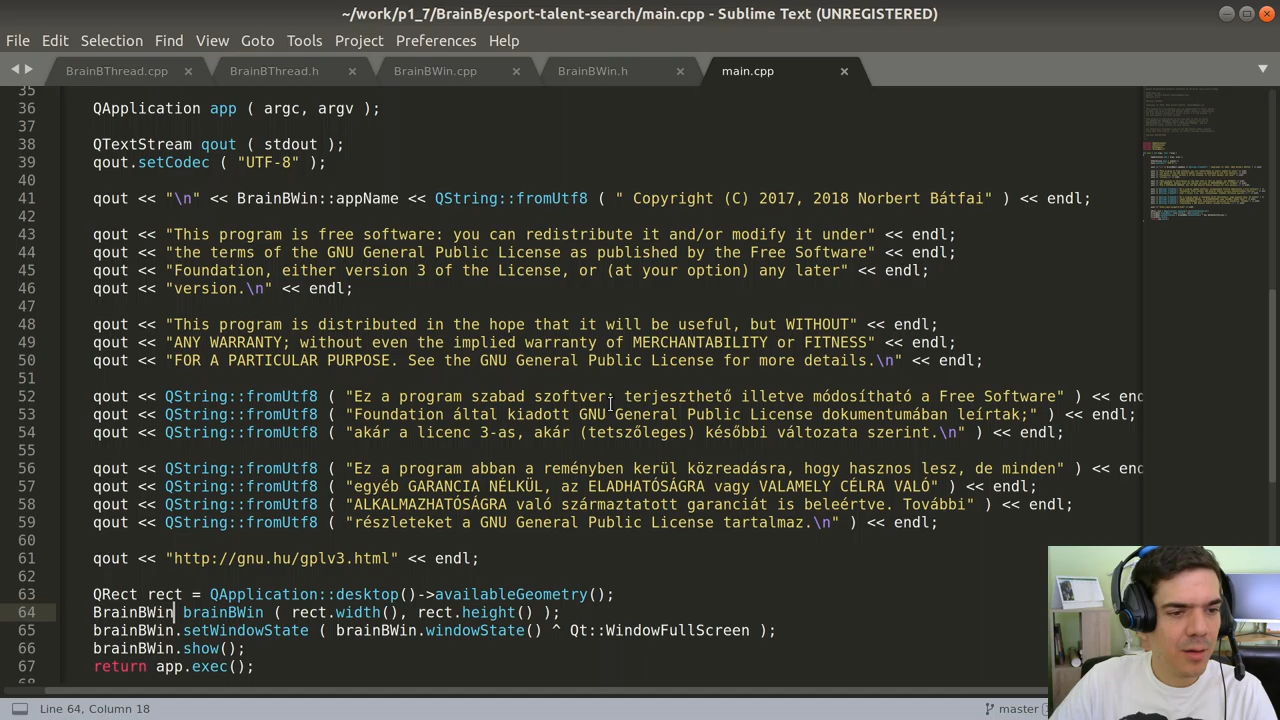 ~/work/p1_7/BrainB/esport-talent-search/main.cpp - Sublime Text (UNREGISTERED)
File Edit Selection Find View Goto Tools Project Preferences Help
BrainBThread.cpp BrainBThread.h BrainBWin.cpp BrainBWin.h main.cpp
35
36 QApplication app ( argc, argv );
37
38 QTextStream qout ( stdout );
39 qout.setCodec ( "UTF-8" );
40
41 qout << "\n" << BrainBWin::appName << QString::fromUtf8 ( " Copyright (C) 2017, 2018 Norbert Bátfai" ) << endl;
42
43 qout << "This program is free software: you can redistribute it and/or modify it under" << endl;
44 qout << "the terms of the GNU General Public License as published by the Free Software" << endl;
45 qout << "Foundation, either version 3 of the License, or (at your option) any later" << endl;
46 qout << "version.\n" << endl;
47
48 qout << "This program is distributed in the hope that it will be useful, but WITHOUT" << endl;
49 qout << "ANY WARRANTY; without even the implied warranty of MERCHANTABILITY or FITNESS" << endl;
50 qout << "FOR A PARTICULAR PURPOSE. See the GNU General Public License for more details.\n" << endl;
51
52 qout << QString::fromUtf8 ( "Ez a program szabad szoftver; terjeszthető illetve módosítható a Free Software" ) << end
53 qout << QString::fromUtf8 ( "Foundation által kiadott GNU General Public License dokumentumában leírtak;" ) << endl;
54 qout << QString::fromUtf8 ( "akár a licenc 3-as, akár (tetszőleges) későbbi változata szerint.\n" ) << endl;
55
56 qout << QString::fromUtf8 ( "Ez a program abban a reményben kerül közreadásra, hogy hasznos lesz, de minden" ) << end
57 qout << QString::fromUtf8 ( "egyéb GARANCIA NÉLKÜL, az ELADHATÓSÁGRA vagy VALAMELY CÉLRA VALÓ" ) << endl;
58 qout << QString::fromUtf8 ( "ALKALMAZHATÓSÁGRA való származtatott garanciát is beleértve. További" ) << endl;
59 qout << QString::fromUtf8 ( "részleteket a GNU General Public License tartalmaz.\n" ) << endl;
60
61 qout << "http://gnu.hu/gplv3.html" << endl;
62
63 QRect rect = QApplication::desktop()->availableGeometry();
64 BrainBWin brainBWin ( rect.width(), rect.height() );
65 brainBWin.setWindowState ( brainBWin.windowState() ^ Qt::WindowFullScreen );
66 brainBWin.show();
67 return app.exec();
Line 64, Column 18 master